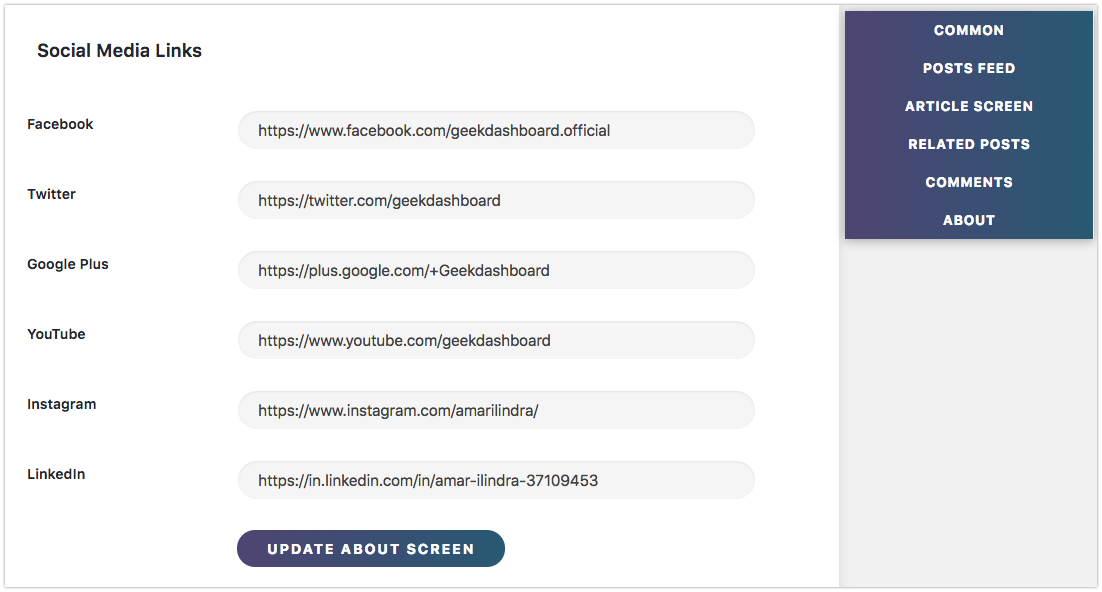 Social Media Links
Facebook
https://www.facebook.com/geekdashboard.official
Twitter
https://twitter.com/geekdashboard
Google Plus
https://plus.google.com/+Geekdashboard
YouTube
https://www.youtube.com/geekdashboard
Instagram
https://www.instagram.com/amarilindra/
LinkedIn
https://in.linkedin.com/in/amar-ilindra-37109453
UPDATE ABOUT SCREEN
COMMON
POSTS FEED
ARTICLE SCREEN
RELATED POSTS
COMMENTS
ABOUT